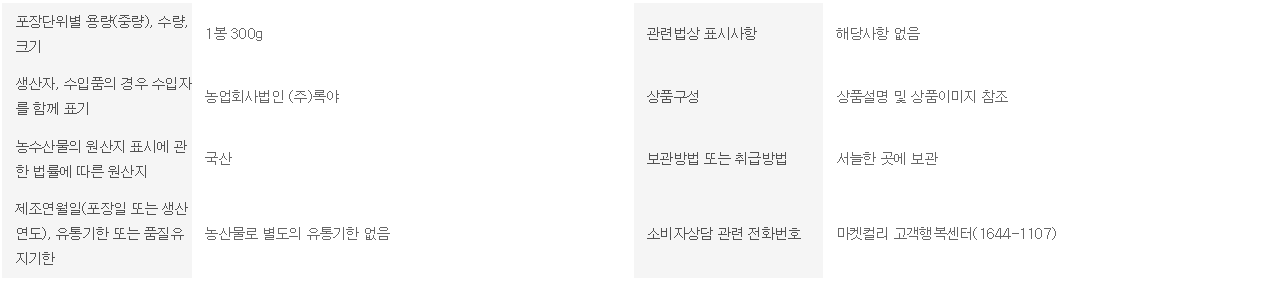 포장단위별 용량(중량), 수량,
크기
1봉 300g
관련법상 표시사항
해당사항 없음
생산자, 수입품의 경우 수입자
를 함께 표기
농업회사법인 (주)록야
상품구성
상품설명 및 상품이미지 참조
농수산물의 원산지 표시에 관
한 법률에 따른 원산지
국산
보관방법 또는 취급방법
서늘한 곳에 보관
제조연월일(포장일 또는 생산
연도), 유통기한 또는 품질유
지기한
농산물로 별도의 유통기한 없음
소비자상담 관련 전화번호
마켓컬리 고객행복센터(1644-1107)